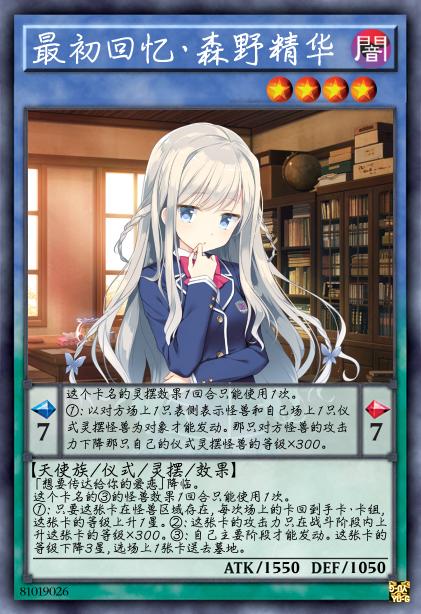 最初回忆·森野精华
闇
这个卡名的灵摆效果1回合只能使用1次。
①:以对方场上1只表侧表示怪兽和自己场上1只仪
式灵摆怪兽为对象才能发动。那只对方怪兽的攻击
力下降那只自己的仪式灵摆怪兽的等级×300。
7
7
【天使族/仪式/灵摆/效果】
「想要传达给你的爱恋」降临。
这个卡名的③的怪兽效果1回合只能使用1次。
①:只要这张卡在怪兽区域存在,每次场上的卡回到手卡·卡组,
这张卡的等级上升1星。②:这张卡的攻击力只在战斗阶段内上
升这张卡的等级×300。③:自己主要阶段才能发动。这张卡的
等级下降3星,选场上1张卡送去墓地。
ATK/1550 DEF/1050
81019026